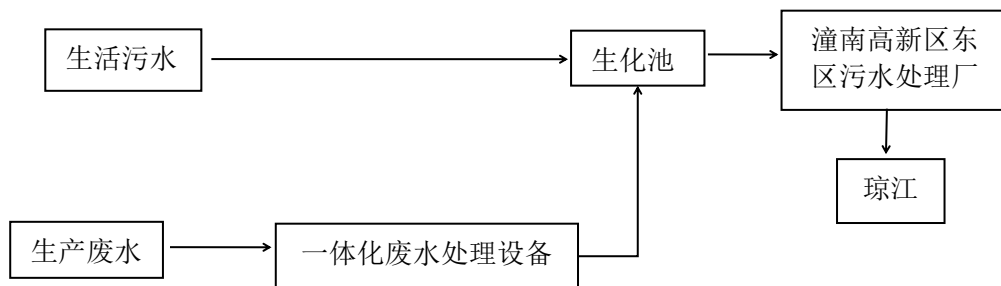 生活污水
生化池
潼南高新区东
区污水处理厂
琼江
生产废水
一体化废水处理设备